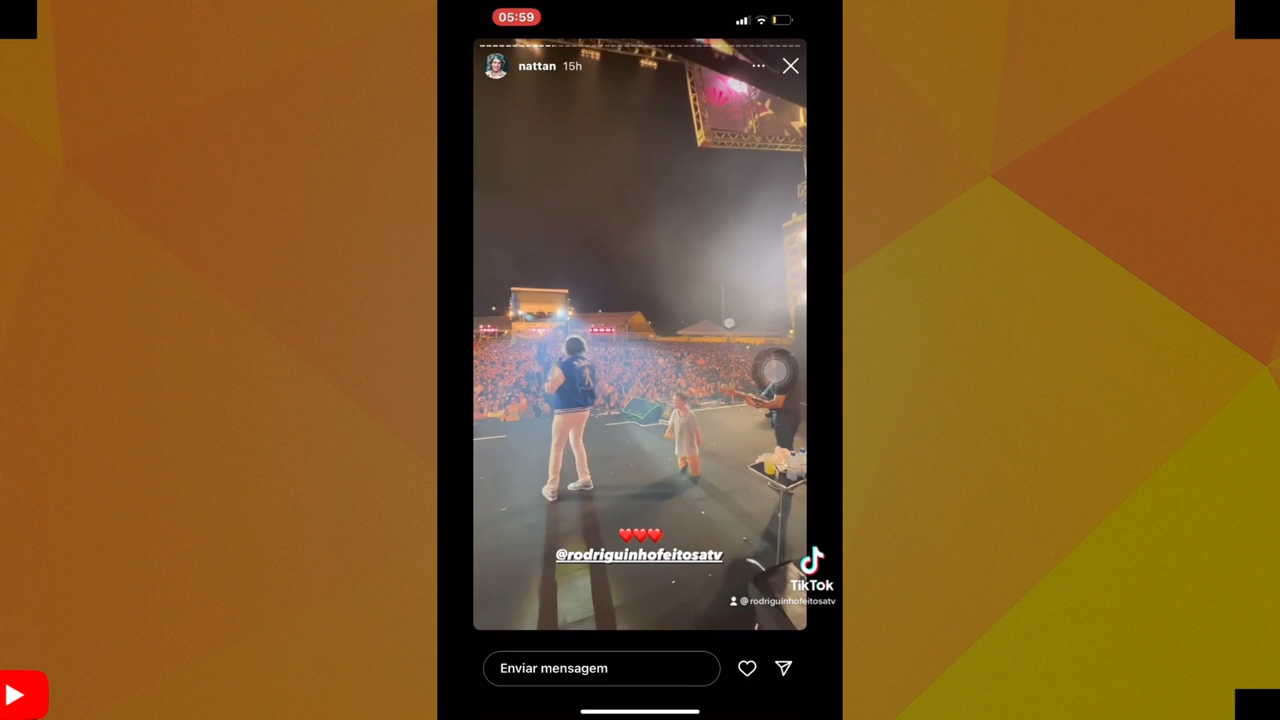 05:59
nattan 15h
❤️❤️❤️
@rodriguinhofeitosatv
TikTok
@rodriguinhofeitosatv
Enviar mensagem